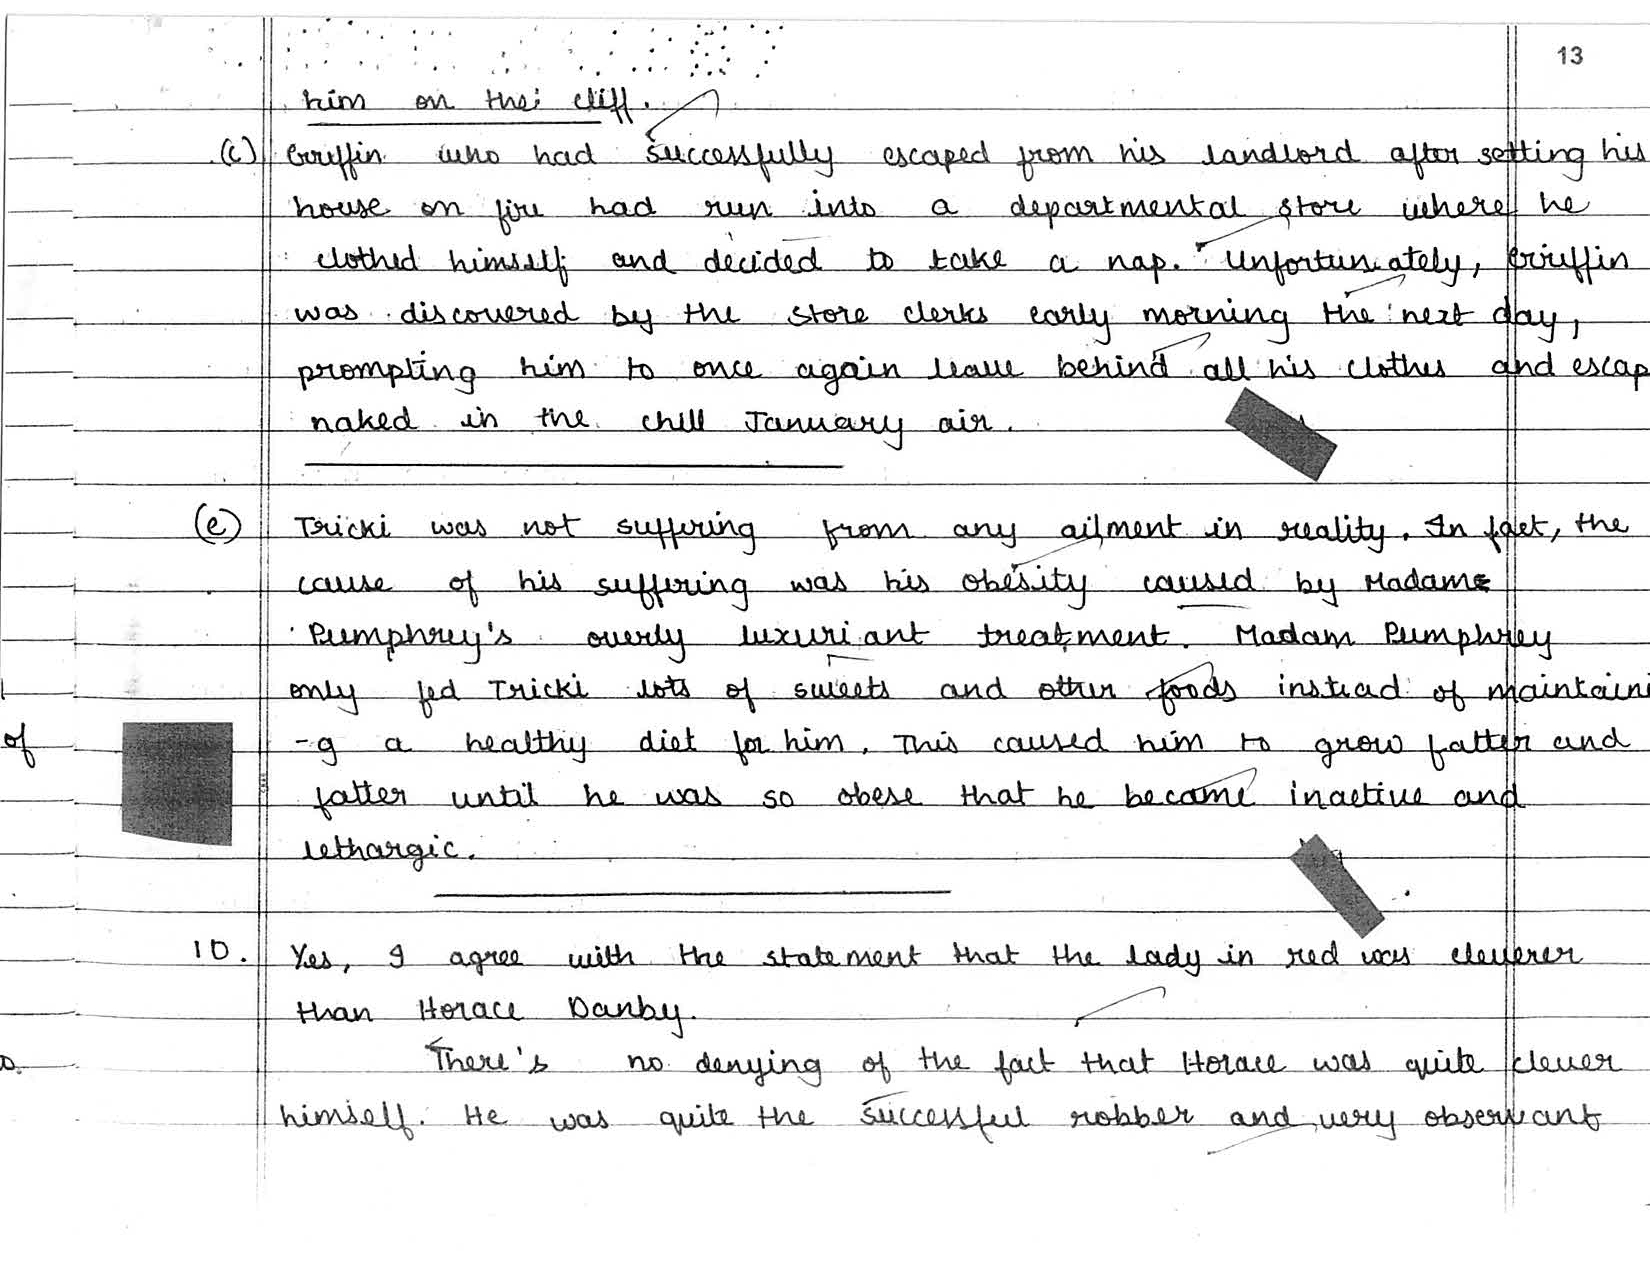 13
him on the cliff.
(c) Griffin who had successfully escaped from his landlord after setting his
house on fire had run into a departmental store where he
clothed himself and decided to take a nap. Unfortunately, Griffin
was discovered by the store clerks early morning the next day,
prompting him to once again leave behind all his clothes and escap
naked in the chill January air.
(e) Tricki was not suffering from any ailment in reality. In fact, the
cause of his suffering was his obesity caused by Madame
Pumphrey's overly luxuriant treatment. Madam Pumphrey
only fed Tricki lots of sweets and other foods instead of maintaini
of -g a healthy diet for him. This caused him to grow fatter and
fatter until he was so obese that he became inactive and
lethargic.
10. Yes, I agree with the statement that the lady in red was cleverer
than Horace Danby.
There's no denying of the fact that Horace was quite clever
himself. He was quite the successful robber and very observant